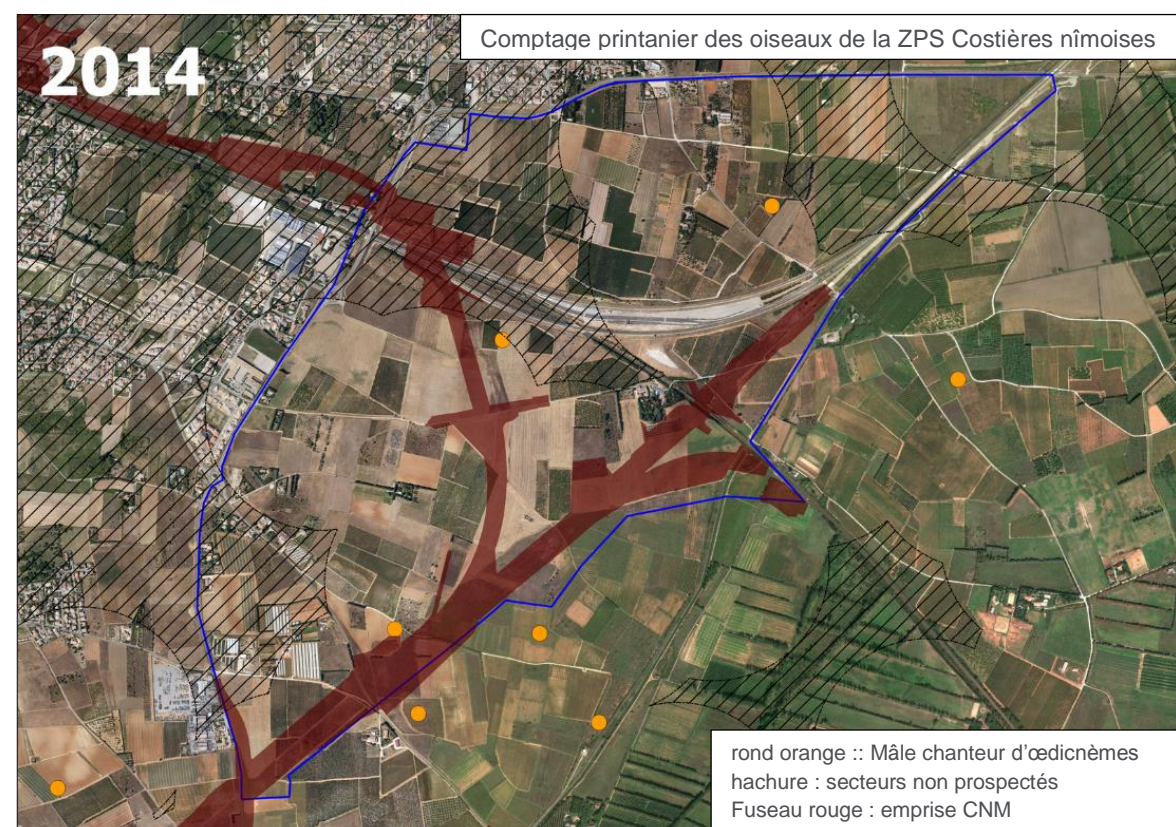 Comptage printanier des oiseaux de la ZPS Costières nîmoises
2014
rond orange :: Mâle chanteur d'œdicnèmes
hachure : secteurs non prospectés
Fuseau rouge : emprise CNM